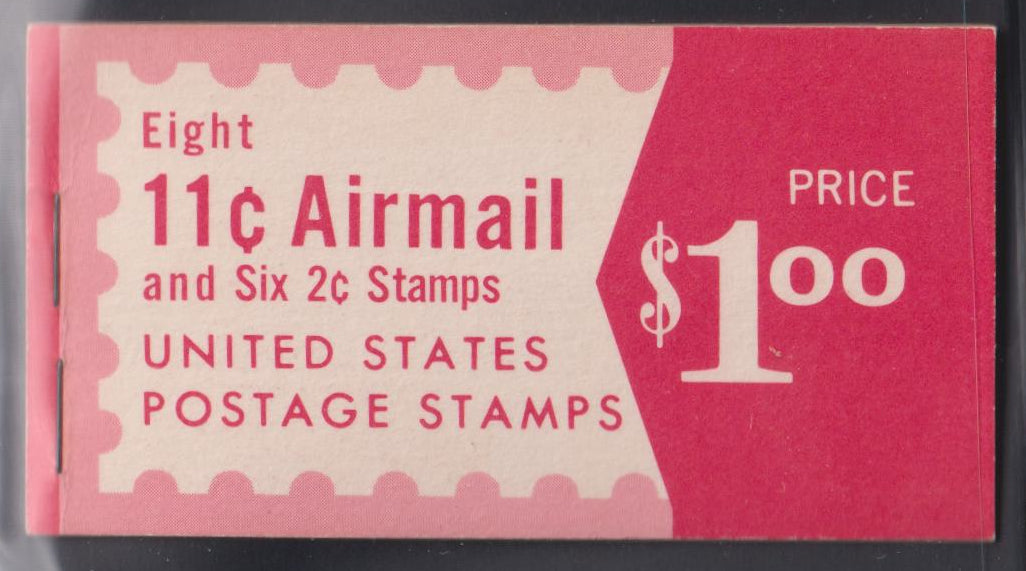 Eight
11¢ Airmail
and Six 2¢ Stamps
UNITED STATES
POSTAGE STAMPS
PRICE
$1.00